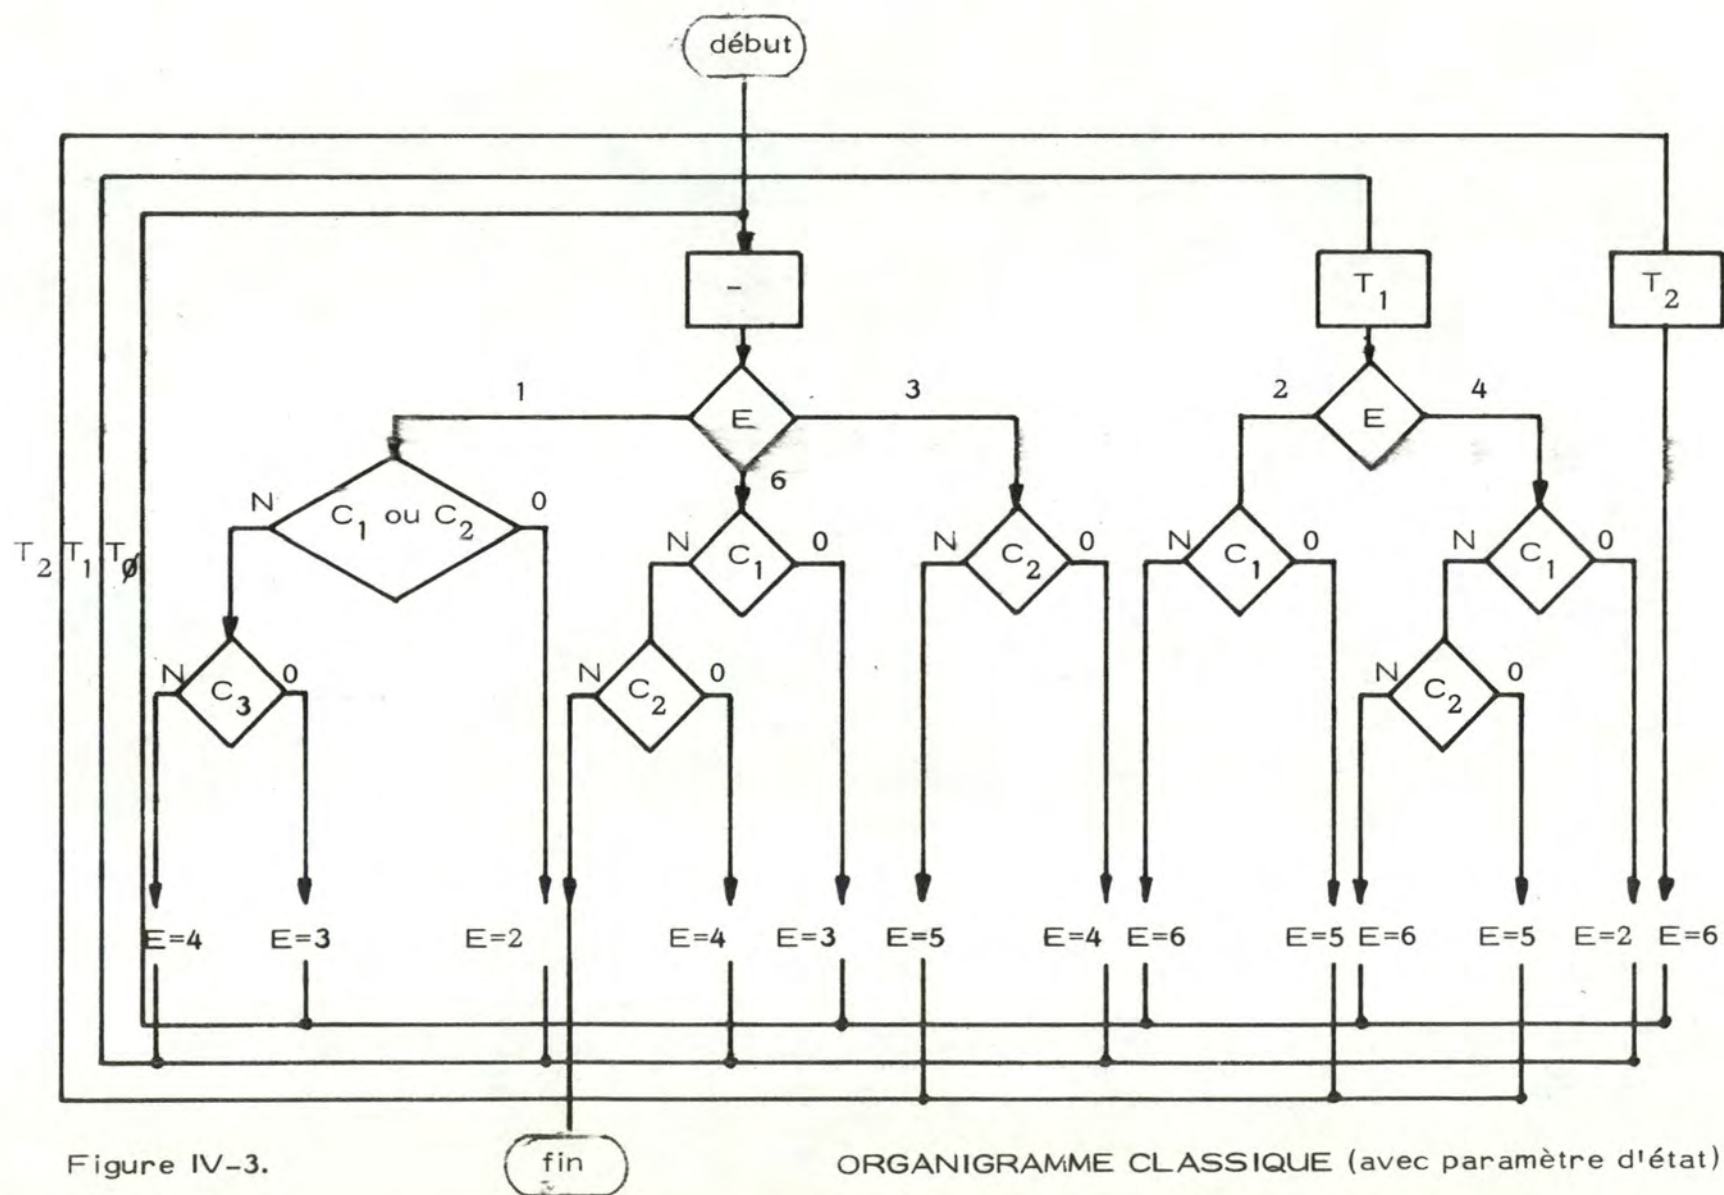 début
- T₁ T₂
1 3 2 4
E E
6
N C₁ ou C₂ 0 N C₁ 0 N C₂ 0 N C₁ 0 N C₁ 0
T₂ T₁ Tø
N C₃ 0 N C₂ 0 N C₂ 0
E=4 E=3 E=2 E=4 E=3 E=5 E=4 E=6 E=5 E=6 E=5 E=2 E=6
Figure IV-3. fin ORGANIGRAMME CLASSIQUE (avec paramètre d'état)